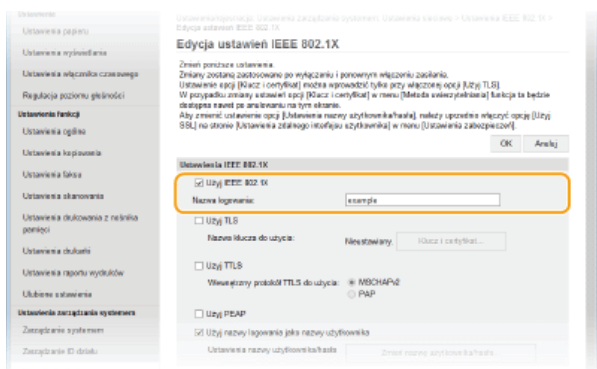 Ustawienia papieru
Ustawienia wyświetlania
Ustawienia włącznika czasowego
Regulacja poziomu głośności
Ustawienia funkcji
Ustawienia ogólne
Ustawienia kopiowania
Ustawienia faksu
Ustawienia skanowania
Ustawienia drukowania z nośnika
pamięci
Ustawienia drukarki
Ustawienia raportu wydruków
Ulubione ustawienia
Ustawienia zarządzania systemem
Zarządzanie systemem
Zarządzanie ID działu
Edycja ustawień IEEE 802.1X
Edycja ustawień IEEE 802.1X
Zmień poniższe ustawienia.
Zmiany zostaną zastosowane po wyłączeniu i ponownym włączeniu zasilania.
Ustawienie opcji [Klucz i certyfikat] można wprowadzić tylko przy włączonej opcji [Użyj TLS].
W przypadku zmiany ustawień opcji [Klucz i certyfikat] w menu [Metoda uwierzytelniania] funkcja ta będzie
dostępna nawet po anulowaniu na tym ekranie.
Aby zmienić ustawienie opcji [Ustawienia nazwy użytkownika/hasła], należy uprzednio włączyć opcję [Użyj
SSL] na stronie [Ustawienia zdalnego interfejsu użytkownika] w menu [Ustawienia zabezpieczeń].
OK Anuluj
Ustawienia IEEE 802.1X
Użyj IEEE 802.1X
Nazwa logowania: example
Użyj TLS
Nazwa klucza do użycia: Nieustawiany. Klucz i certyfikat...
Użyj TTLS
Wewnętrzny protokół TTLS do użycia: MSCHAPv2
PAP
Użyj PEAP
Użyj nazwy logowania jako nazwy użytkownika
Ustawienia nazwy użytkownika/hasła Zmień nazwę użytkownika/hasło